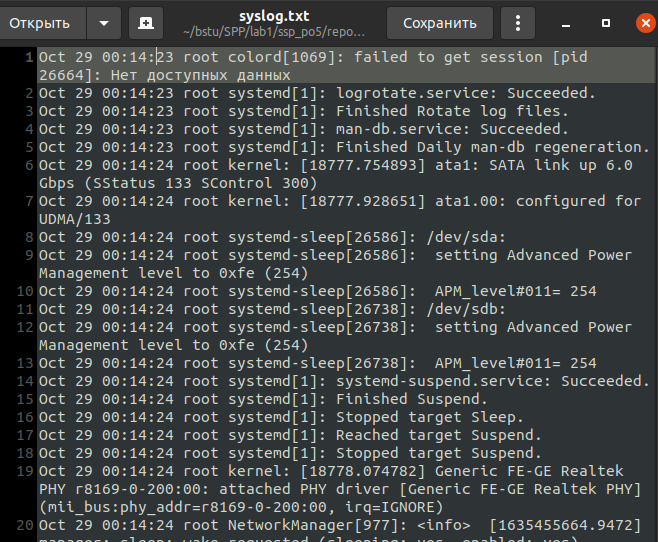 Открыть
syslog.txt
~/bstu/SPP/lab1/ssp_po5/repo...
Сохранить
1 Oct 29 00:14:23 root colord[1069]: failed to get session [pid
26664]: Нет доступных данных
2 Oct 29 00:14:23 root systemd[1]: logrotate.service: Succeeded.
3 Oct 29 00:14:23 root systemd[1]: Finished Rotate log files.
4 Oct 29 00:14:23 root systemd[1]: man-db.service: Succeeded.
5 Oct 29 00:14:23 root systemd[1]: Finished Daily man-db regeneration.
6 Oct 29 00:14:24 root kernel: [18777.754893] ata1: SATA link up 6.0
Gbps (SStatus 133 SControl 300)
7 Oct 29 00:14:24 root kernel: [18777.928651] ata1.00: configured for
UDMA/133
8 Oct 29 00:14:24 root systemd-sleep[26586]: /dev/sda:
9 Oct 29 00:14:24 root systemd-sleep[26586]:  setting Advanced Power
Management level to 0xfe (254)
10 Oct 29 00:14:24 root systemd-sleep[26586]:  APM_level#011= 254
11 Oct 29 00:14:24 root systemd-sleep[26738]: /dev/sdb:
12 Oct 29 00:14:24 root systemd-sleep[26738]:  setting Advanced Power
Management level to 0xfe (254)
13 Oct 29 00:14:24 root systemd-sleep[26738]:  APM_level#011= 254
14 Oct 29 00:14:24 root systemd[1]: systemd-suspend.service: Succeeded.
15 Oct 29 00:14:24 root systemd[1]: Finished Suspend.
16 Oct 29 00:14:24 root systemd[1]: Stopped target Sleep.
17 Oct 29 00:14:24 root systemd[1]: Reached target Suspend.
18 Oct 29 00:14:24 root systemd[1]: Stopped target Suspend.
19 Oct 29 00:14:24 root kernel: [18778.074782] Generic FE-GE Realtek
PHY r8169-0-200:00: attached PHY driver [Generic FE-GE Realtek PHY]
(mii_bus:phy_addr=r8169-0-200:00, irq=IGNORE)
20 Oct 29 00:14:24 root NetworkManager[977]: <info>  [1635455664.9472]
manager: sleep: wake requested (sleeping: yes  enabled: yes)